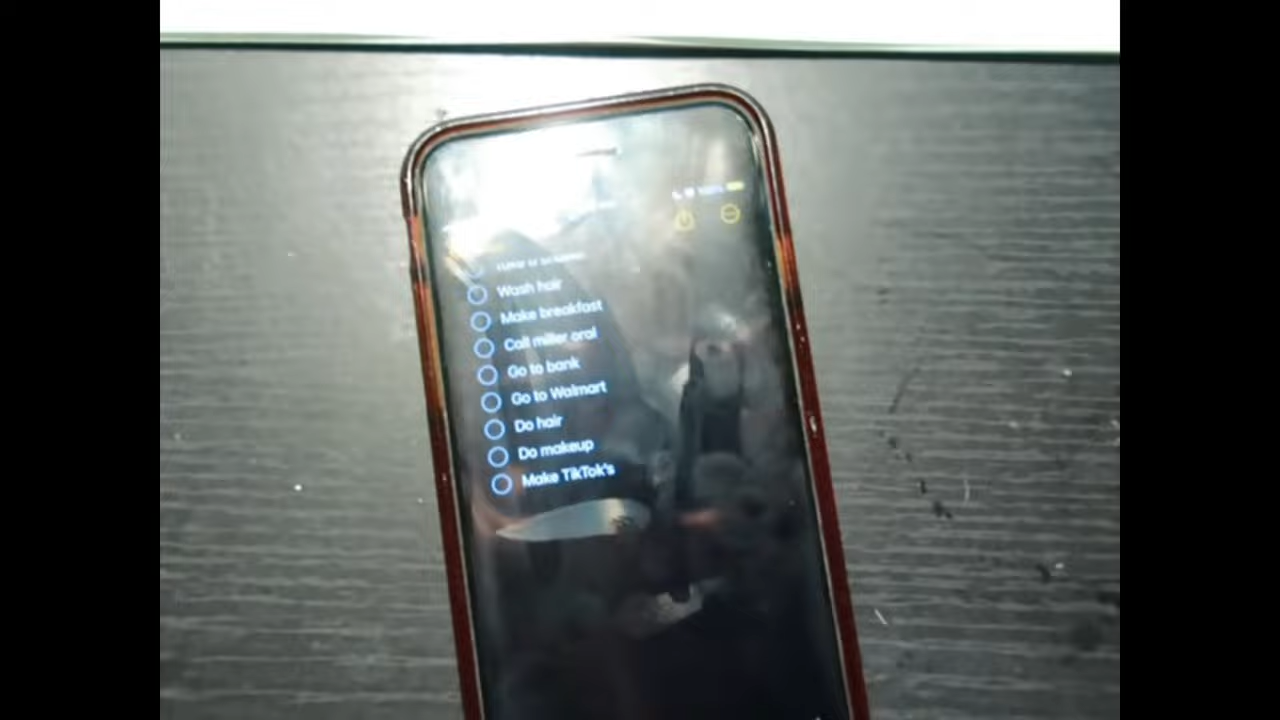 Wash hair
Make breakfast
Call miller oral
Go to bank
Go to Walmart
Do hair
Do makeup
Make TikTok's